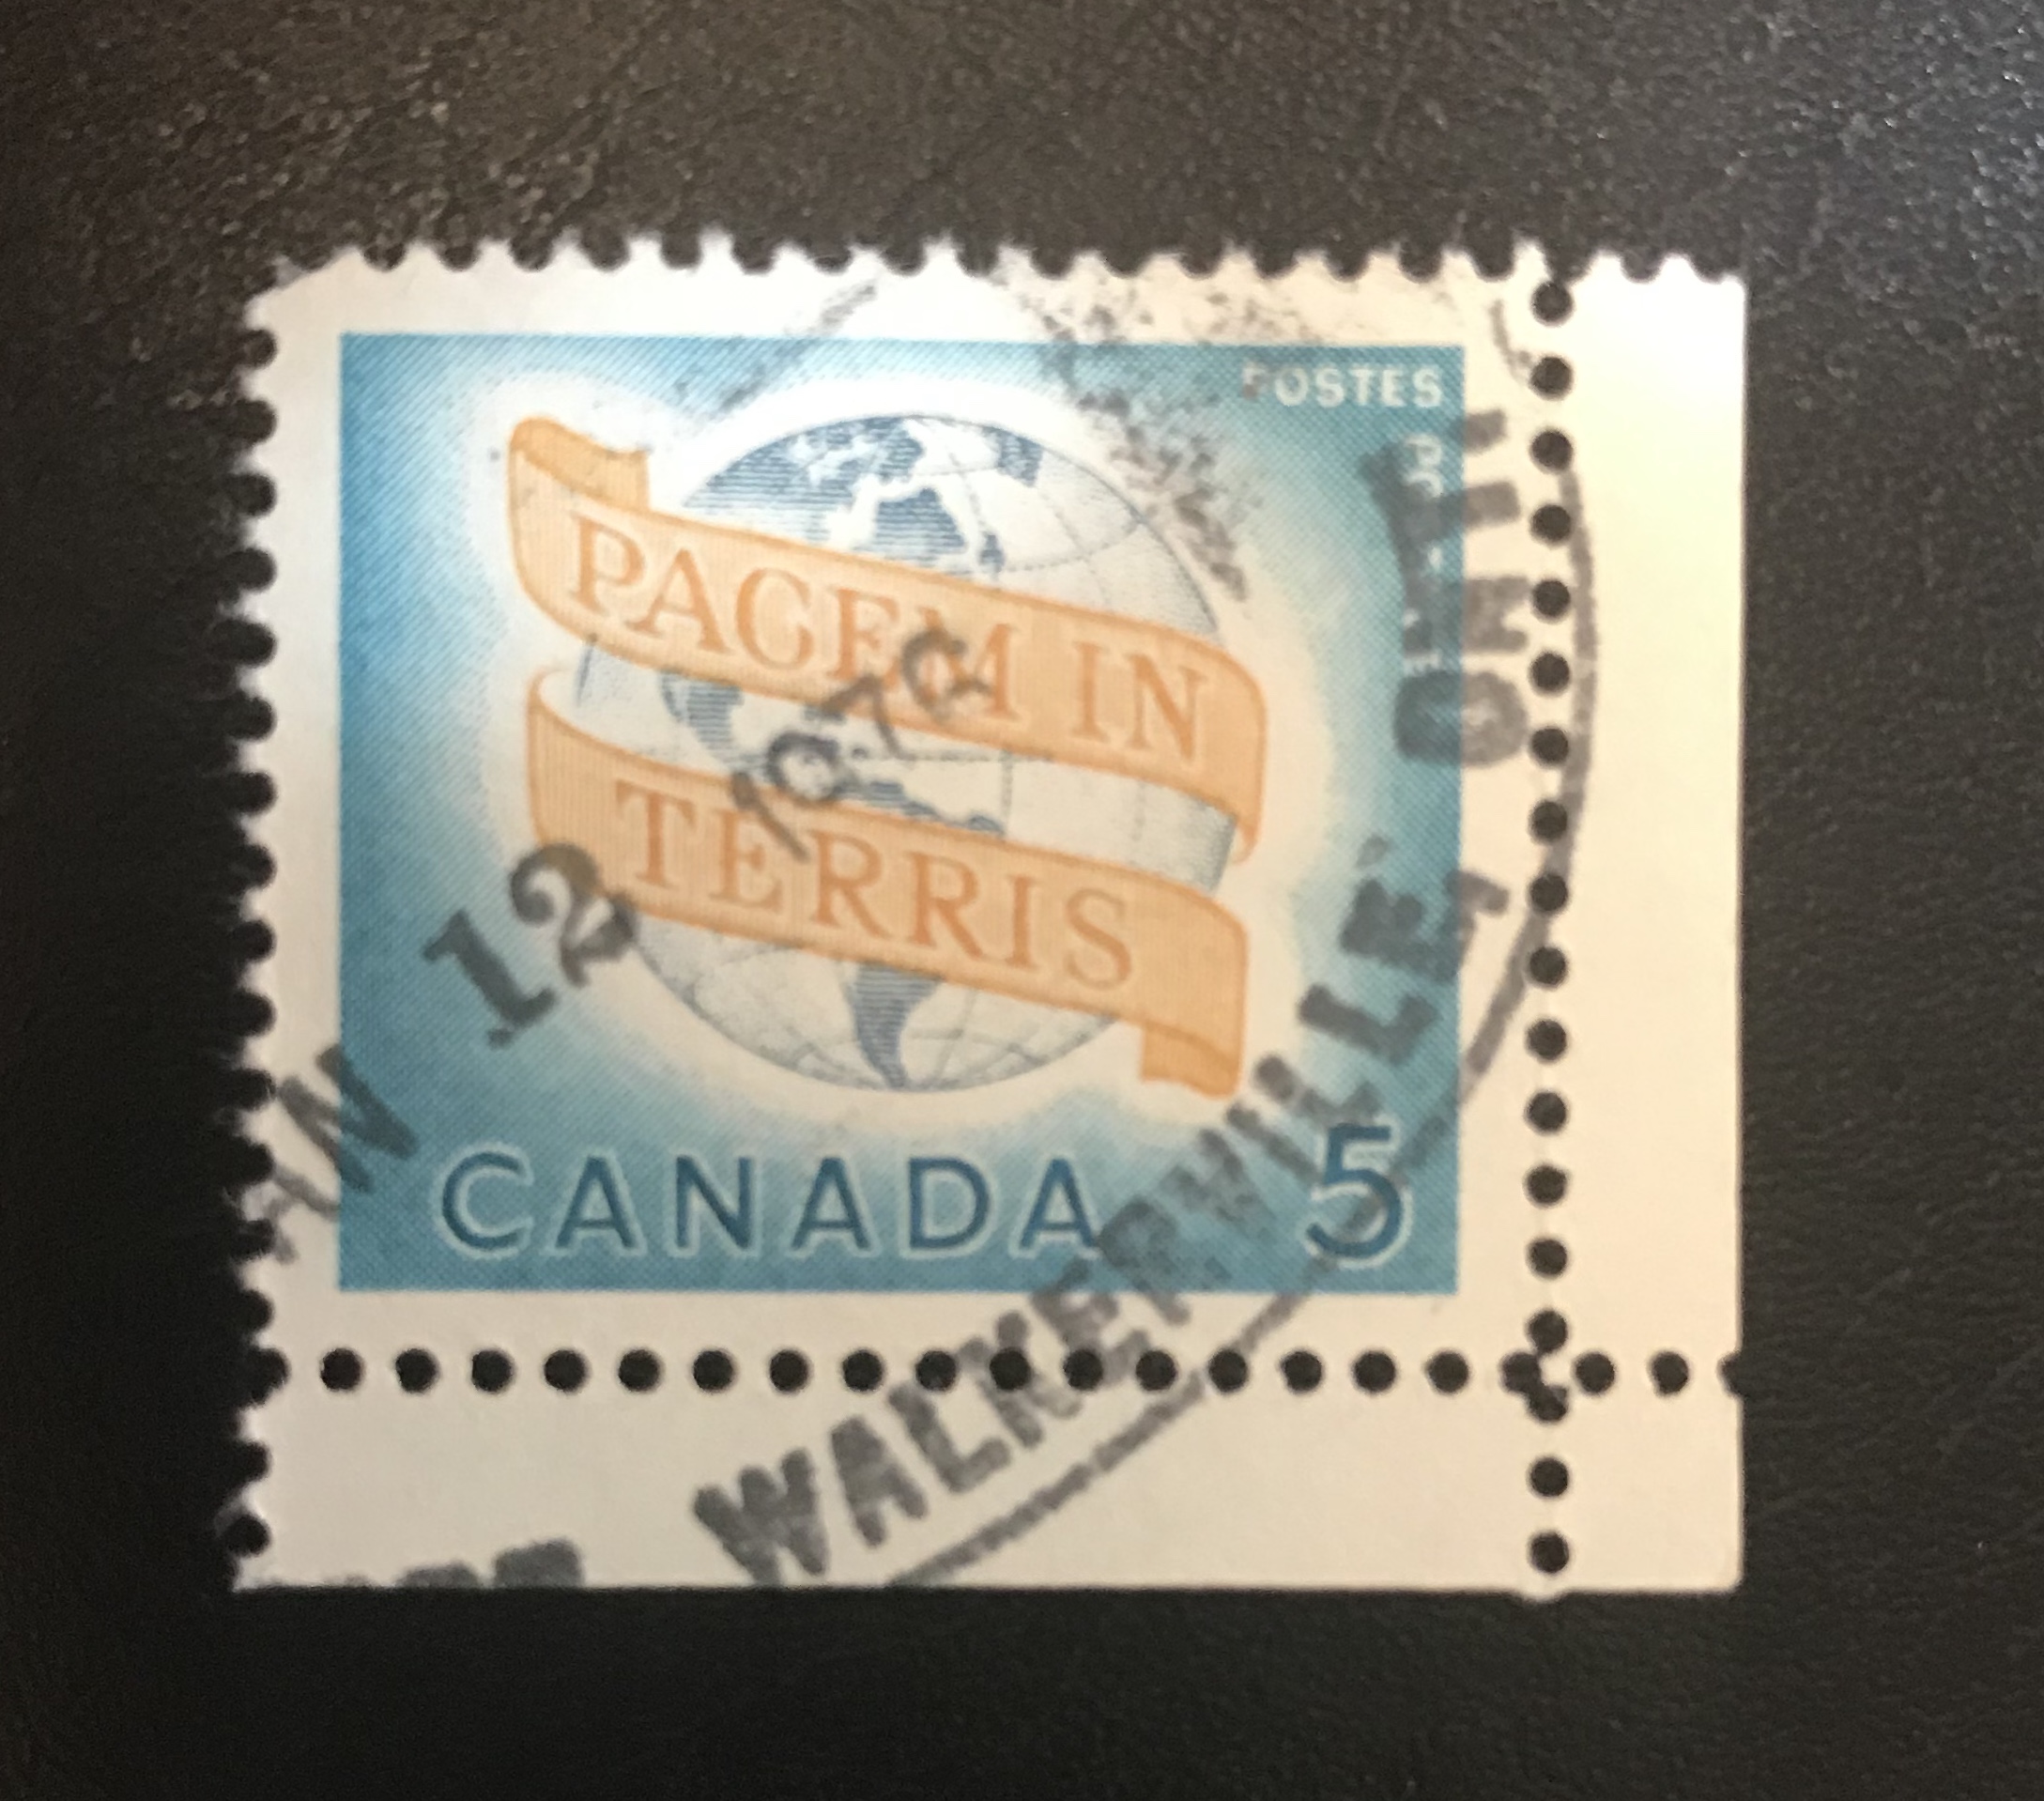 POSTES
PACEM IN
TERRIS
12
CANADA 5
WALKERVILLE,